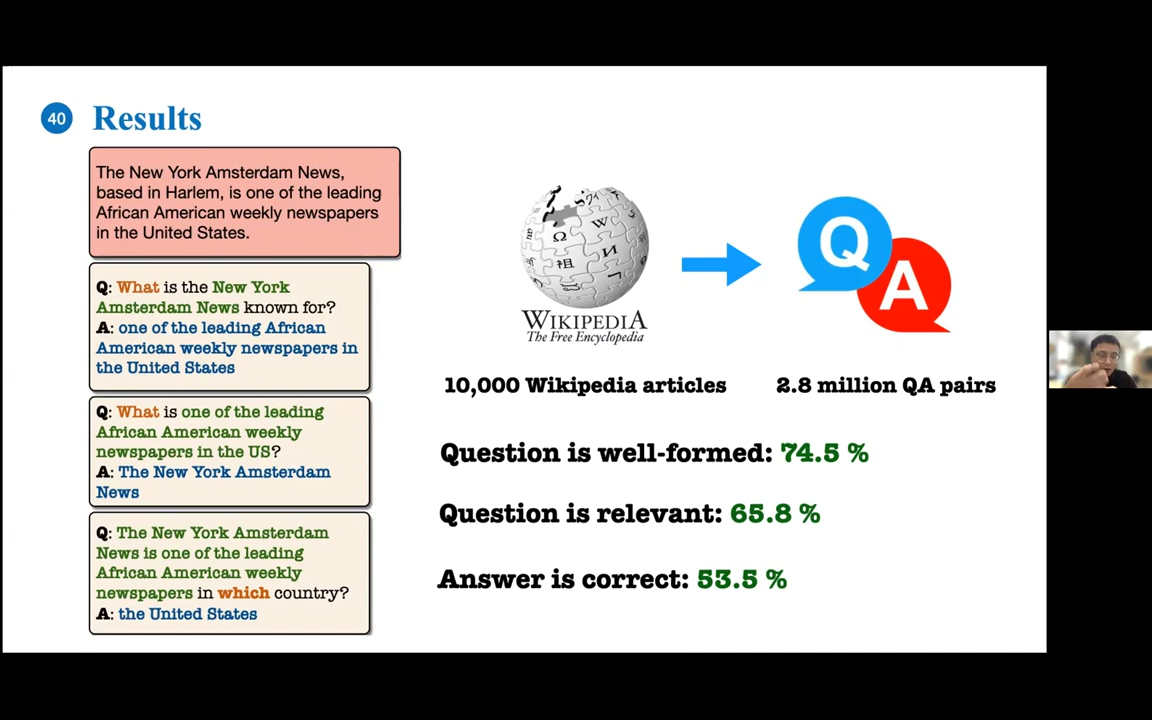 40 Results
The New York Amsterdam News,
based in Harlem, is one of the leading
African American weekly newspapers
in the United States.
Q: What is the New York
Amsterdam News known for?
A: one of the leading African
American weekly newspapers in
the United States
Q: What is one of the leading
African American weekly
newspapers in the US?
A: The New York Amsterdam
News
Q: The New York Amsterdam
News is one of the leading
African American weekly
newspapers in which country?
A: the United States
Ω
W
И
祖
WIKIPEDIA
The Free Encyclopedia
Q
A
10,000 Wikipedia articles
2.8 million QA pairs
Question is well-formed: 74.5 %
Question is relevant: 65.8 %
Answer is correct: 53.5 %